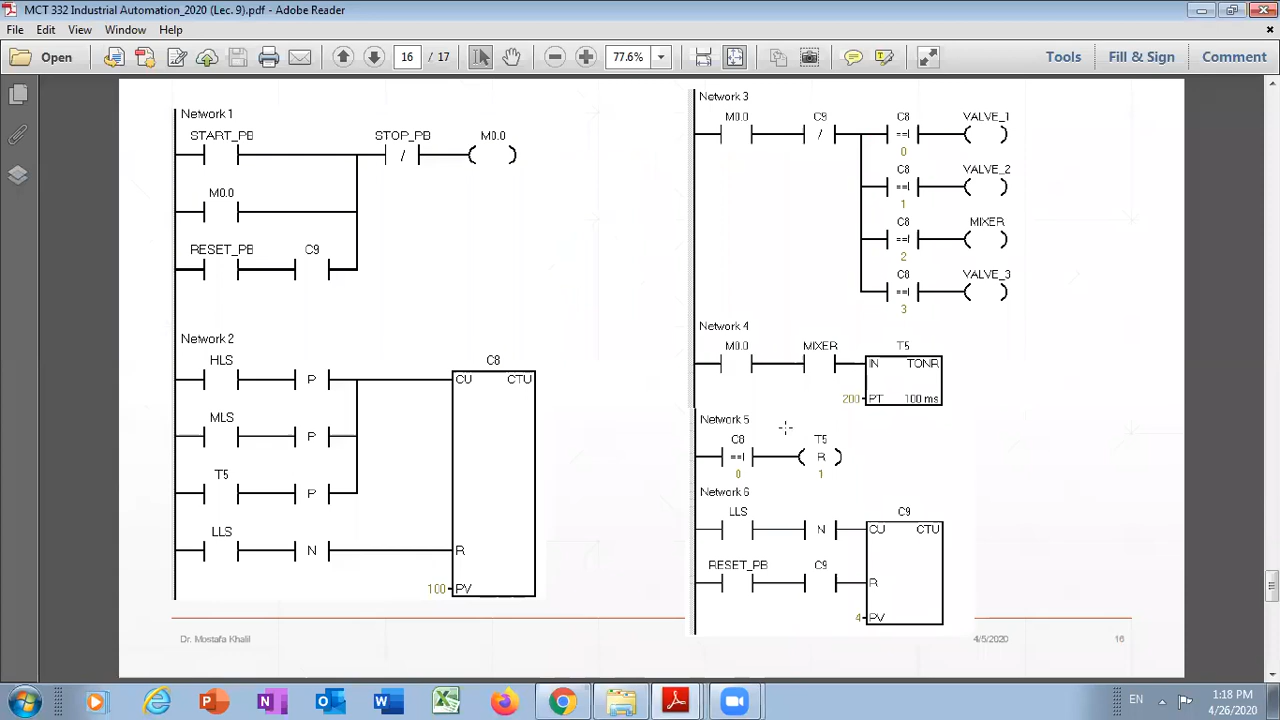 MCT 332 Industrial Automation_2020 (Lec. 9).pdf - Adobe Reader
File Edit View Window Help
Open 16 / 17 77.6% Tools Fill & Sign Comment
Network 1
START_PB STOP_PB M0.0
/
M0.0
RESET_PB C9
Network 2
HLS C8
P CU CTU
MLS
P
T5
P
LLS
N R
100 PV
Network 3
M0.0 C9 C8 VALVE_1
/ ==I
0
C8 VALVE_2
==I
1
C8 MIXER
==I
2
C8 VALVE_3
==I
3
Network 4
M0.0 MIXER T5
IN TONR
200 PT 100 ms
Network 5
C8 T5
==I R
0 1
Network 6
LLS C9
N CU CTU
RESET_PB C9
R
4 PV
Dr. Mostafa Khalil 4/5/2020 16
EN 1:18 PM
4/26/2020